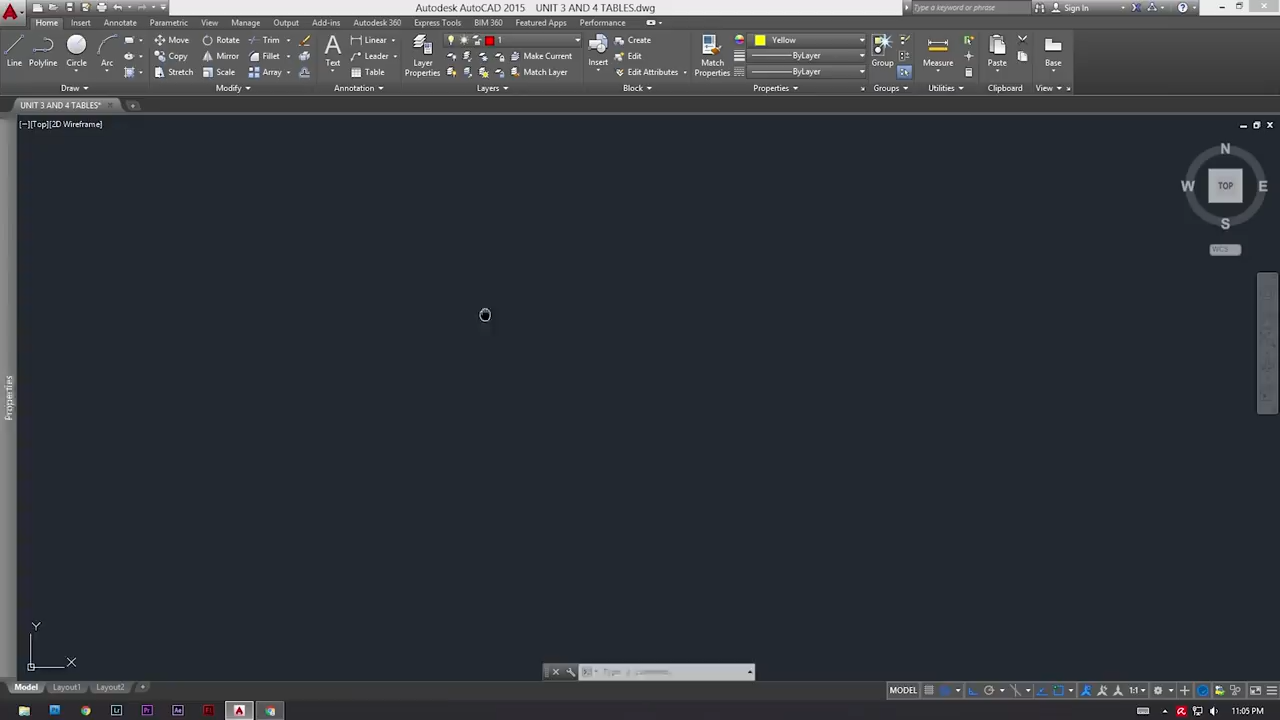 Autodesk AutoCAD 2015 UNIT 3 AND 4 TABLES.dwg
Type a keyword or phrase
Sign In
Home Insert Annotate Parametric View Manage Output Add-ins Autodesk 360 Express Tools BIM 360 Featured Apps Performance
Line Polyline Circle Arc
Move Rotate Trim
Copy Mirror Fillet
Stretch Scale Array
Text
Linear
Leader
Table
Layer Properties
1
Make Current
Match Layer
Insert
Create
Edit
Edit Attributes
Match Properties
Yellow
ByLayer
ByLayer
Group
Measure
Paste
Base
Draw Modify Annotation Layers Block Properties Groups Utilities Clipboard View
UNIT 3 AND 4 TABLES*
[−][Top][2D Wireframe]
N
W TOP E
S
WCS
Properties
Y
X
Type a command
Model Layout1 Layout2
MODEL
1:1
11:05 PM